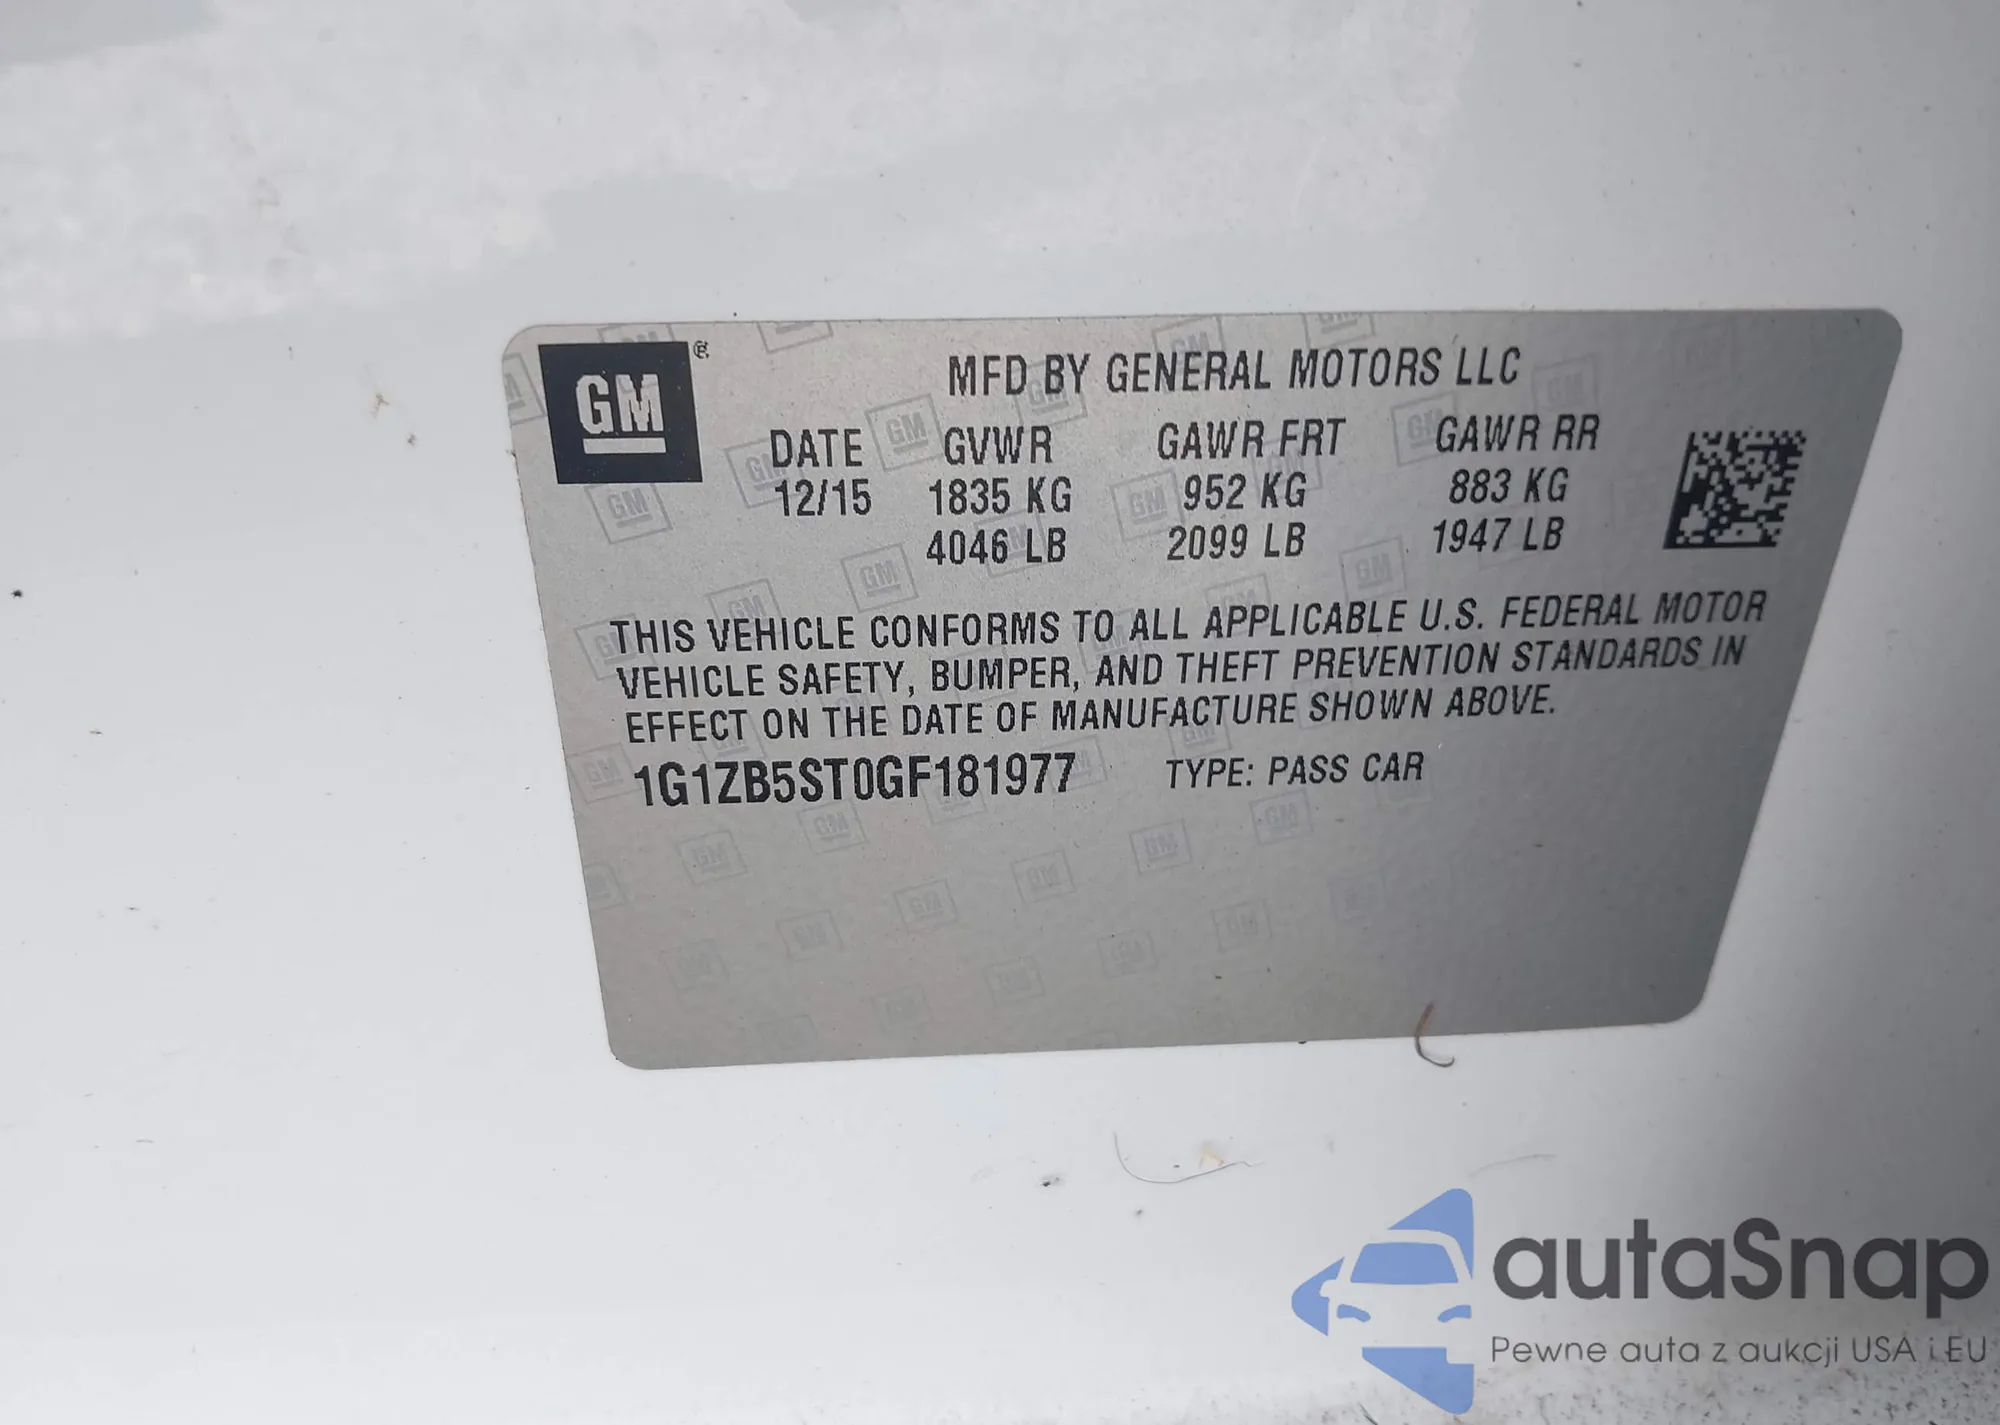 GM ®
MFD BY GENERAL MOTORS LLC
DATE GVWR GAWR FRT GAWR RR
12/15 1835 KG 952 KG 883 KG
4046 LB 2099 LB 1947 LB
THIS VEHICLE CONFORMS TO ALL APPLICABLE U.S. FEDERAL MOTOR
VEHICLE SAFETY, BUMPER, AND THEFT PREVENTION STANDARDS IN
EFFECT ON THE DATE OF MANUFACTURE SHOWN ABOVE.
1G1ZB5ST0GF181977 TYPE: PASS CAR
autaSnap
Pewne auta z aukcji USA i EU